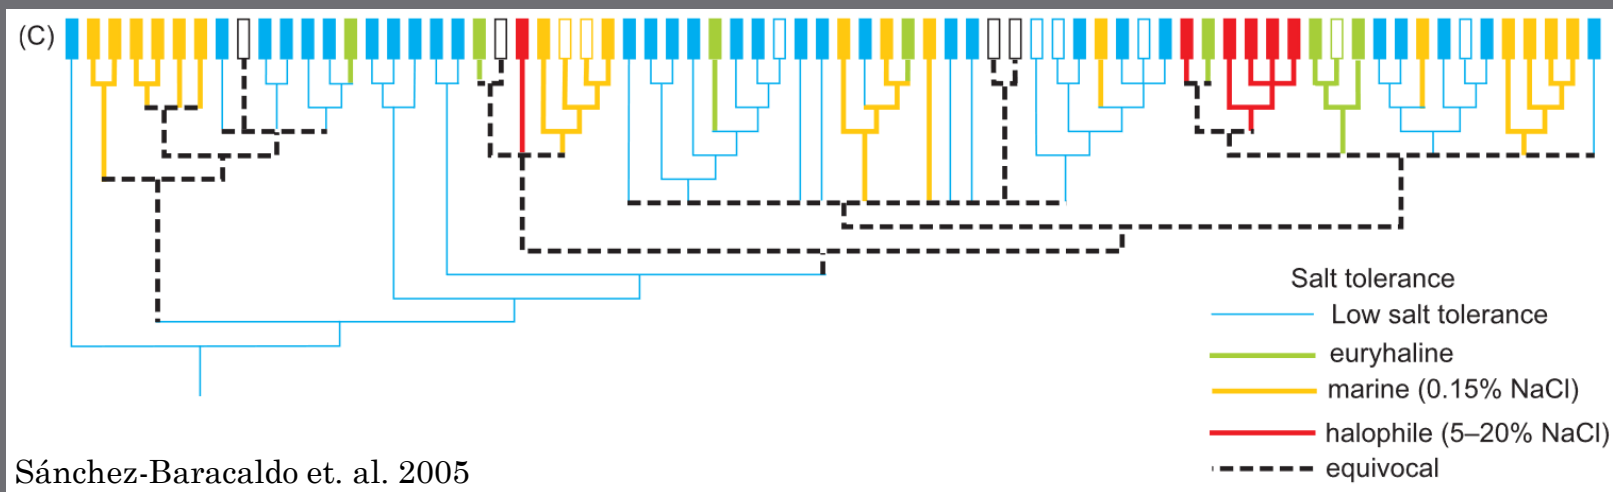 (C)
Salt tolerance
Low salt tolerance
euryhaline
marine (0.15% NaCl)
halophile (5–20% NaCl)
equivocal
Sánchez-Baracaldo et. al. 2005